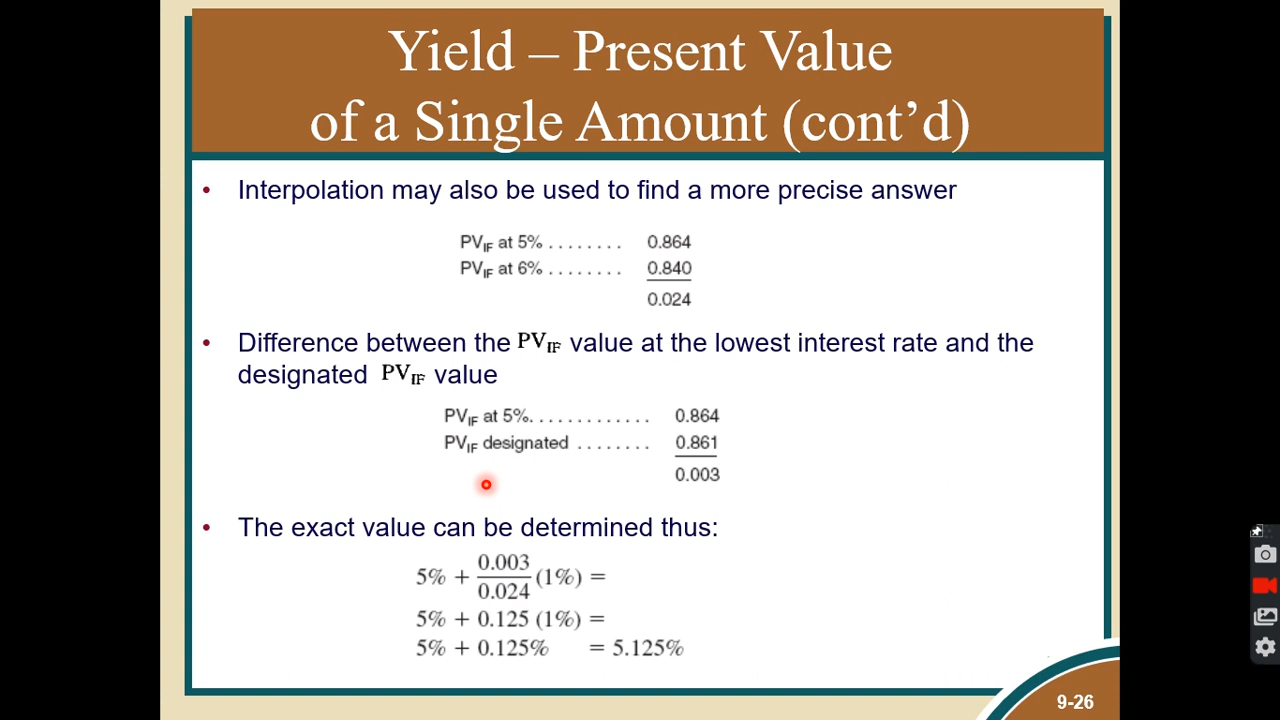 Yield – Present Value
of a Single Amount (cont’d)
• Interpolation may also be used to find a more precise answer
PV_IF at 5% . . . . . . . . 0.864
PV_IF at 6% . . . . . . . . 0.840
0.024
• Difference between the PV_IF value at the lowest interest rate and the
designated PV_IF value
PV_IF at 5%. . . . . . . . . . . . 0.864
PV_IF designated . . . . . . . . 0.861
0.003
• The exact value can be determined thus:
5% + 0.003/0.024 (1%) =
5% + 0.125 (1%) =
5% + 0.125% = 5.125%
9-26